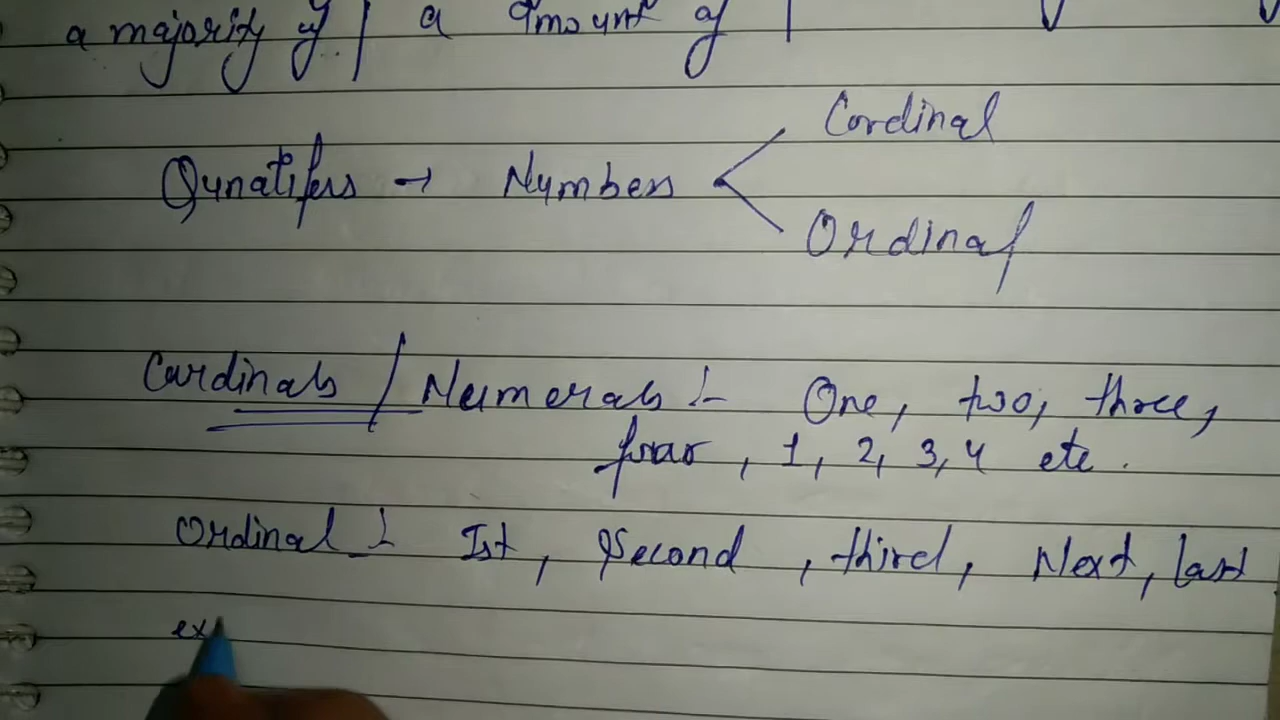 a majority of | a amount of |
Cordinal
Qunatifers → Numbers
Ordinal
Cardinals / Numerals :- One, two, three,
four, 1, 2, 3, 4 etc.
Ordinal :- Ist, Second, third, Next, last
ex